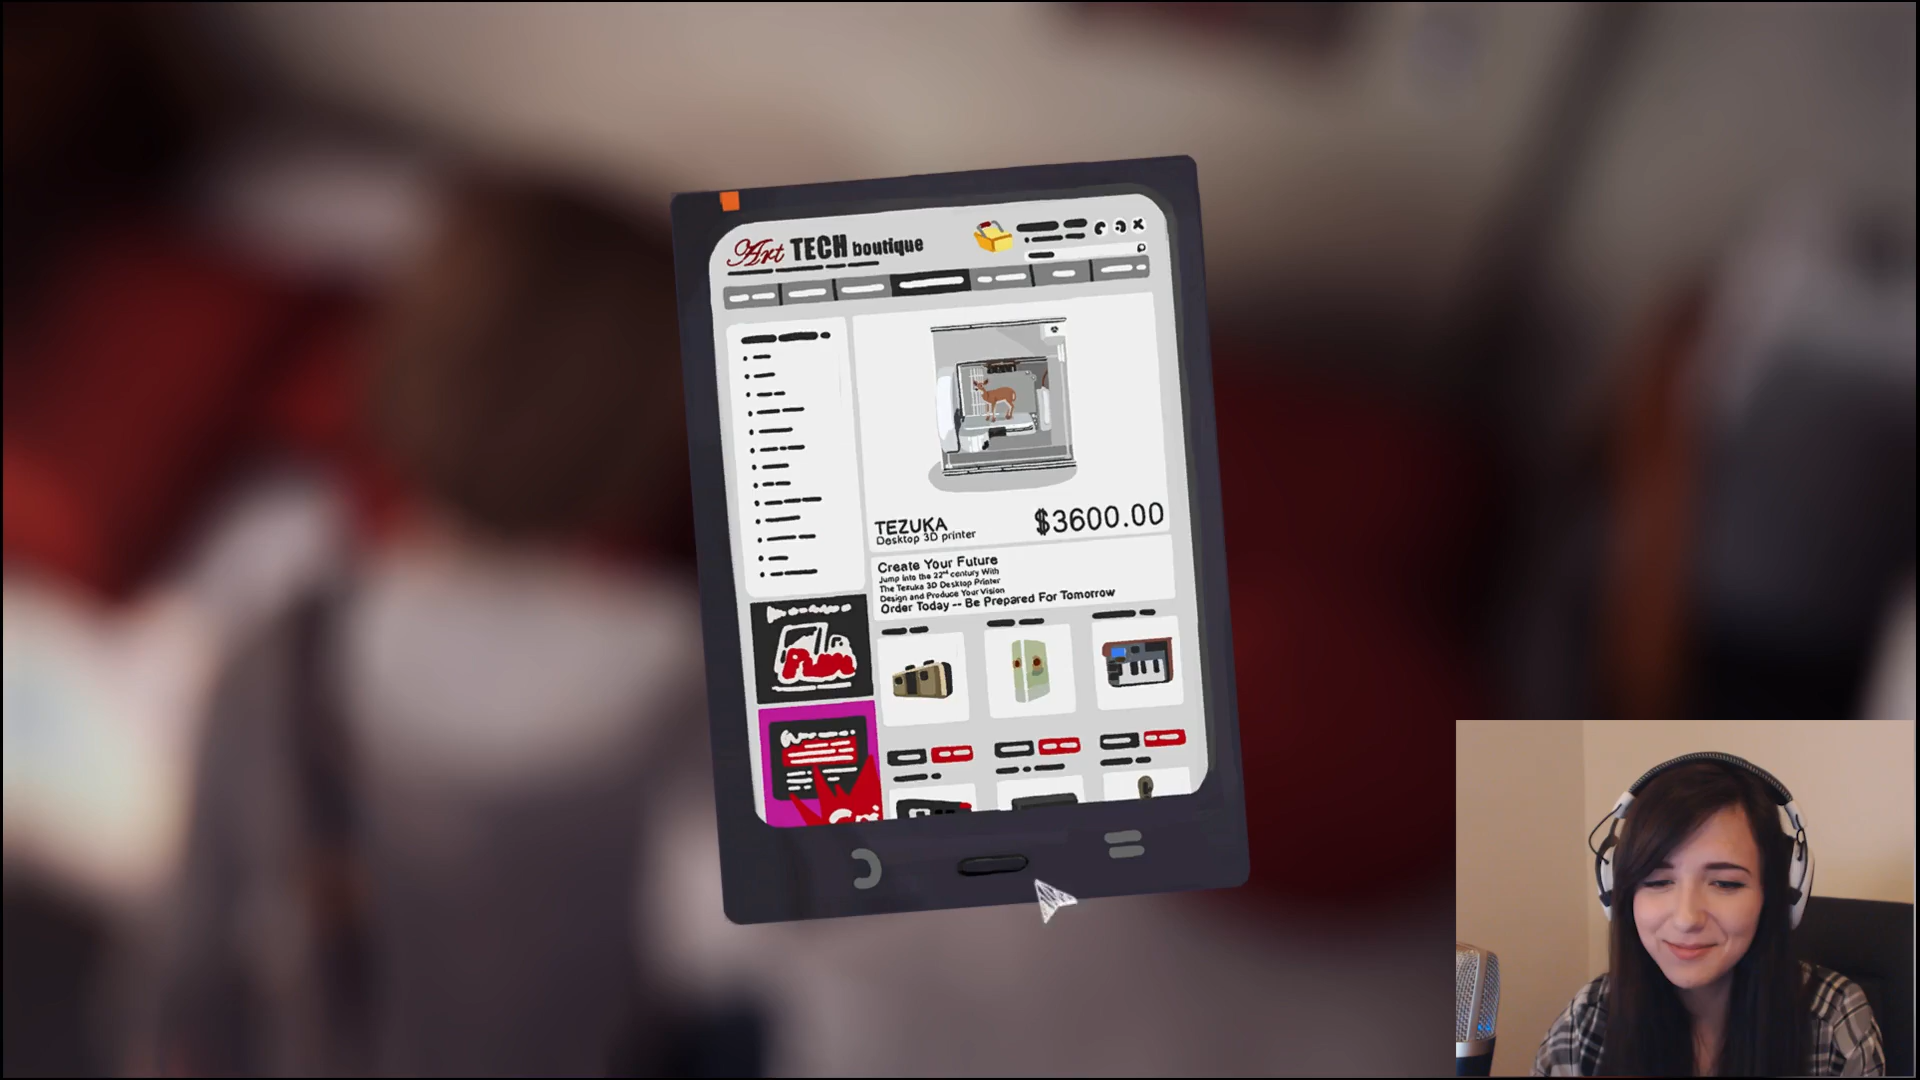 Art TECH boutique
TEZUKA
Desktop 3D printer
$3600.00
Create Your Future
Jump into the 22nd century With
The Tezuka 3D Desktop Printer
Design and Produce Your Vision
Order Today -- Be Prepared For Tomorrow